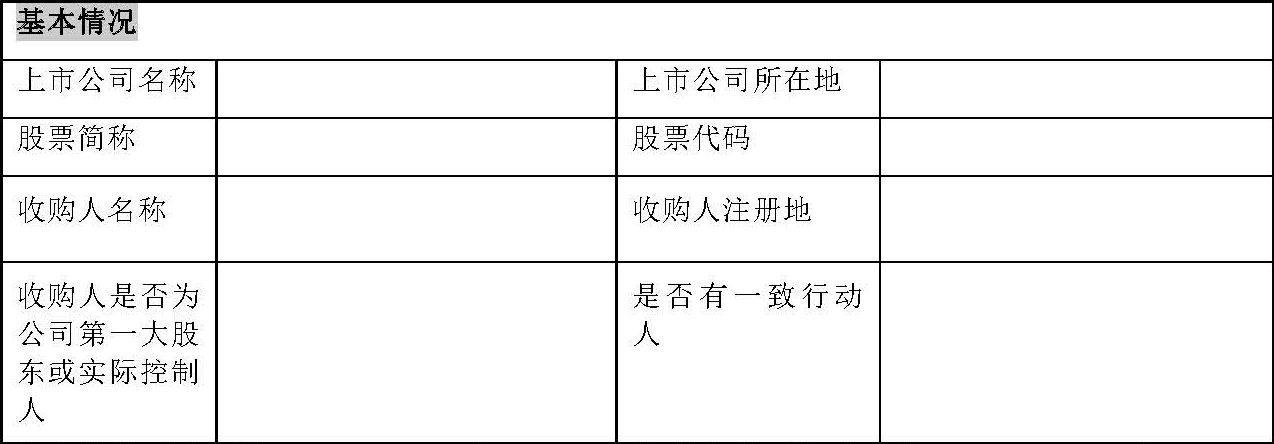 基本情况
上市公司名称
上市公司所在地
股票简称
股票代码
收购人名称
收购人注册地
收购人是否为
公司第一大股
东或实际控制
人
是否有一致行动
人